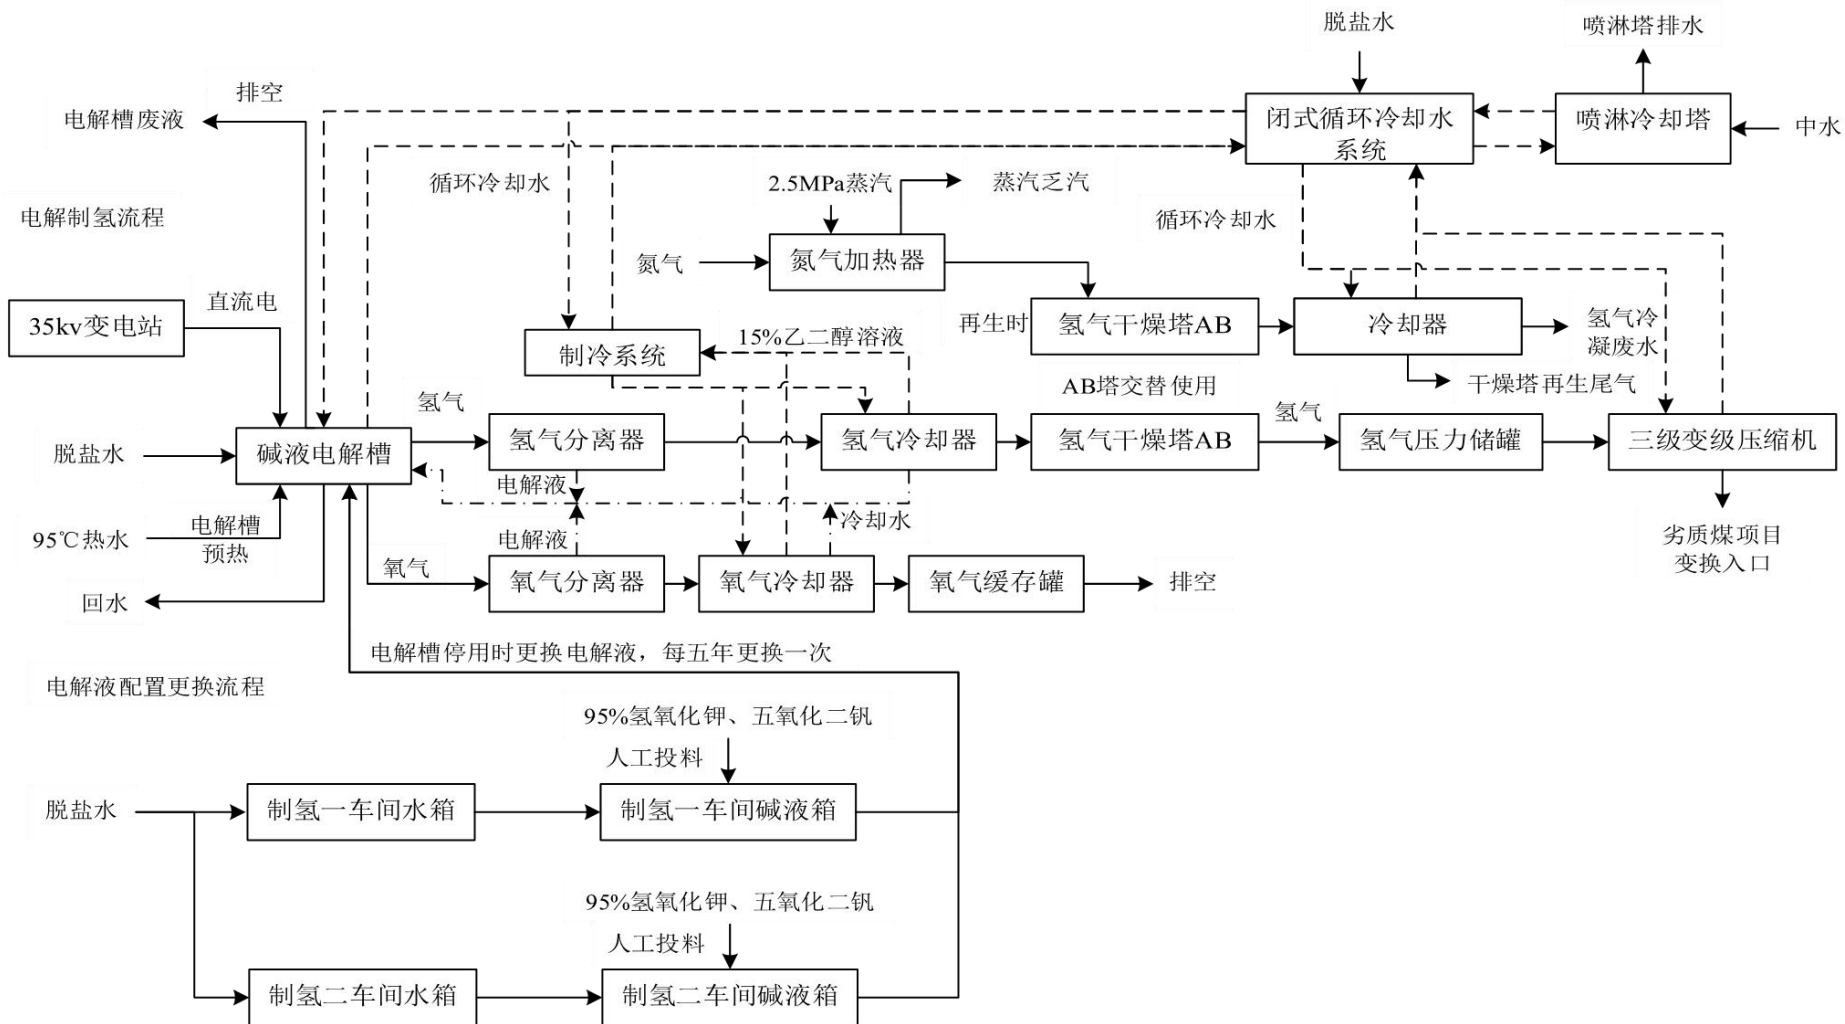 脱盐水
喷淋塔排水
排空
电解槽废液
闭式循环冷却水
系统
喷淋冷却塔
中水
循环冷却水
2.5MPa蒸汽
蒸汽乏汽
电解制氢流程
循环冷却水
氮气
氮气加热器
直流电
35kv变电站
再生时
氢气干燥塔AB
冷却器
氢气冷
凝废水
15%乙二醇溶液
制冷系统
AB塔交替使用
干燥塔再生尾气
氢气
氢气
脱盐水
碱液电解槽
氢气分离器
氢气冷却器
氢气干燥塔AB
氢气压力储罐
三级变级压缩机
电解液
冷却水
95℃热水
电解槽
预热
电解液
劣质煤项目
变换入口
氧气
氧气分离器
氧气冷却器
氧气缓存罐
排空
回水
电解槽停用时更换电解液，每五年更换一次
电解液配置更换流程
95%氢氧化钾、五氧化二钒
人工投料
脱盐水
制氢一车间水箱
制氢一车间碱液箱
95%氢氧化钾、五氧化二钒
人工投料
制氢二车间水箱
制氢二车间碱液箱